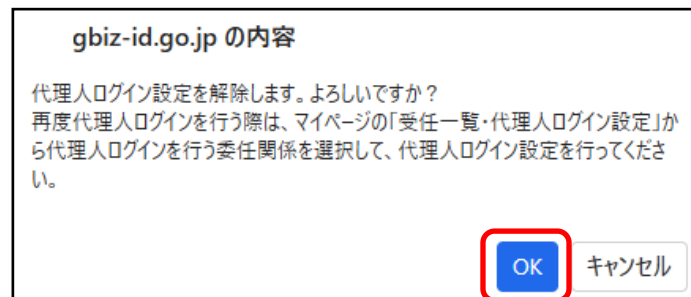 gbiz-id.go.jp の内容
代理人ログイン設定を解除します。よろしいですか？
再度代理人ログインを行う際は、マイページの「受任一覧・代理人ログイン設定」か
ら代理人ログインを行う委任関係を選択して、代理人ログイン設定を行ってくださ
い。
OK キャンセル